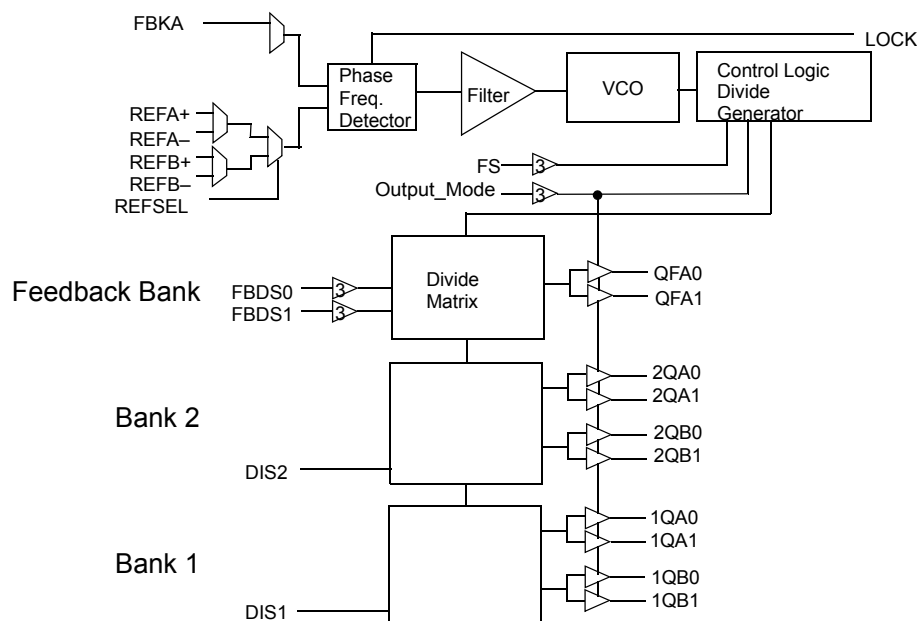 FBKA
LOCK
Phase
Freq.
Detector
Filter
VCO
Control Logic
Divide
Generator
REFA+
REFA–
REFB+
REFB–
REFSEL
FS
3
Output_Mode
3
Feedback Bank
FBDS0
3
FBDS1
3
Divide
Matrix
QFA0
QFA1
Bank 2
2QA0
2QA1
2QB0
2QB1
DIS2
Bank 1
1QA0
1QA1
1QB0
1QB1
DIS1